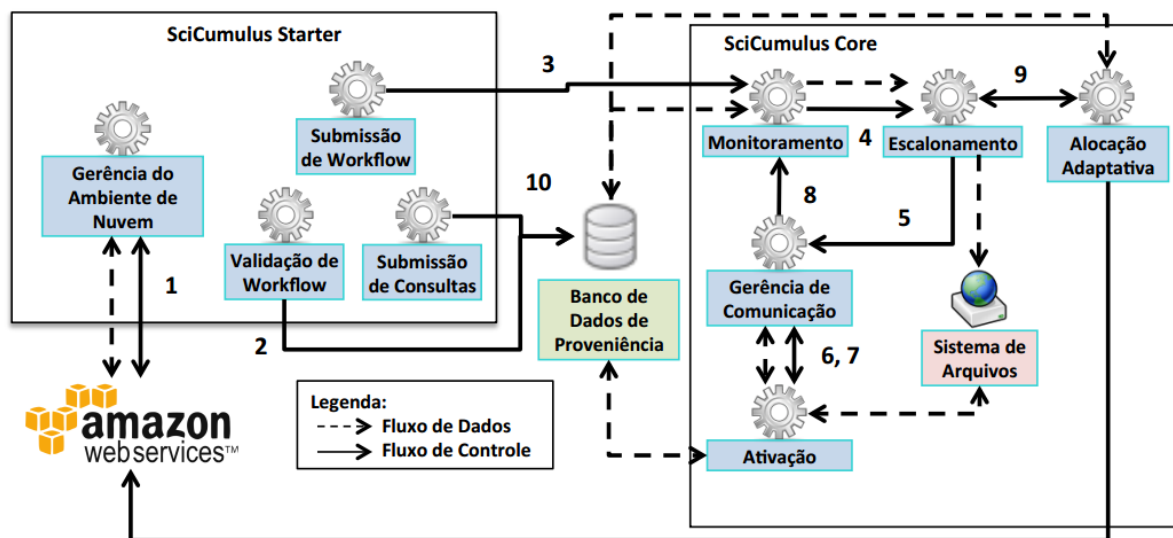 SciCumulus Starter
SciCumulus Core
3
9
Submissão
de Workflow
Monitoramento
4
Escalonamento
Alocação
Adaptativa
Gerência do
Ambiente de
Nuvem
10
8
5
1
Validação de
Workflow
Submissão
de Consultas
2
Banco de
Dados de
Proveniência
Gerência de
Comunicação
6, 7
Sistema de
Arquivos
amazon
webservices™
Legenda:
Fluxo de Dados
Fluxo de Controle
Ativação